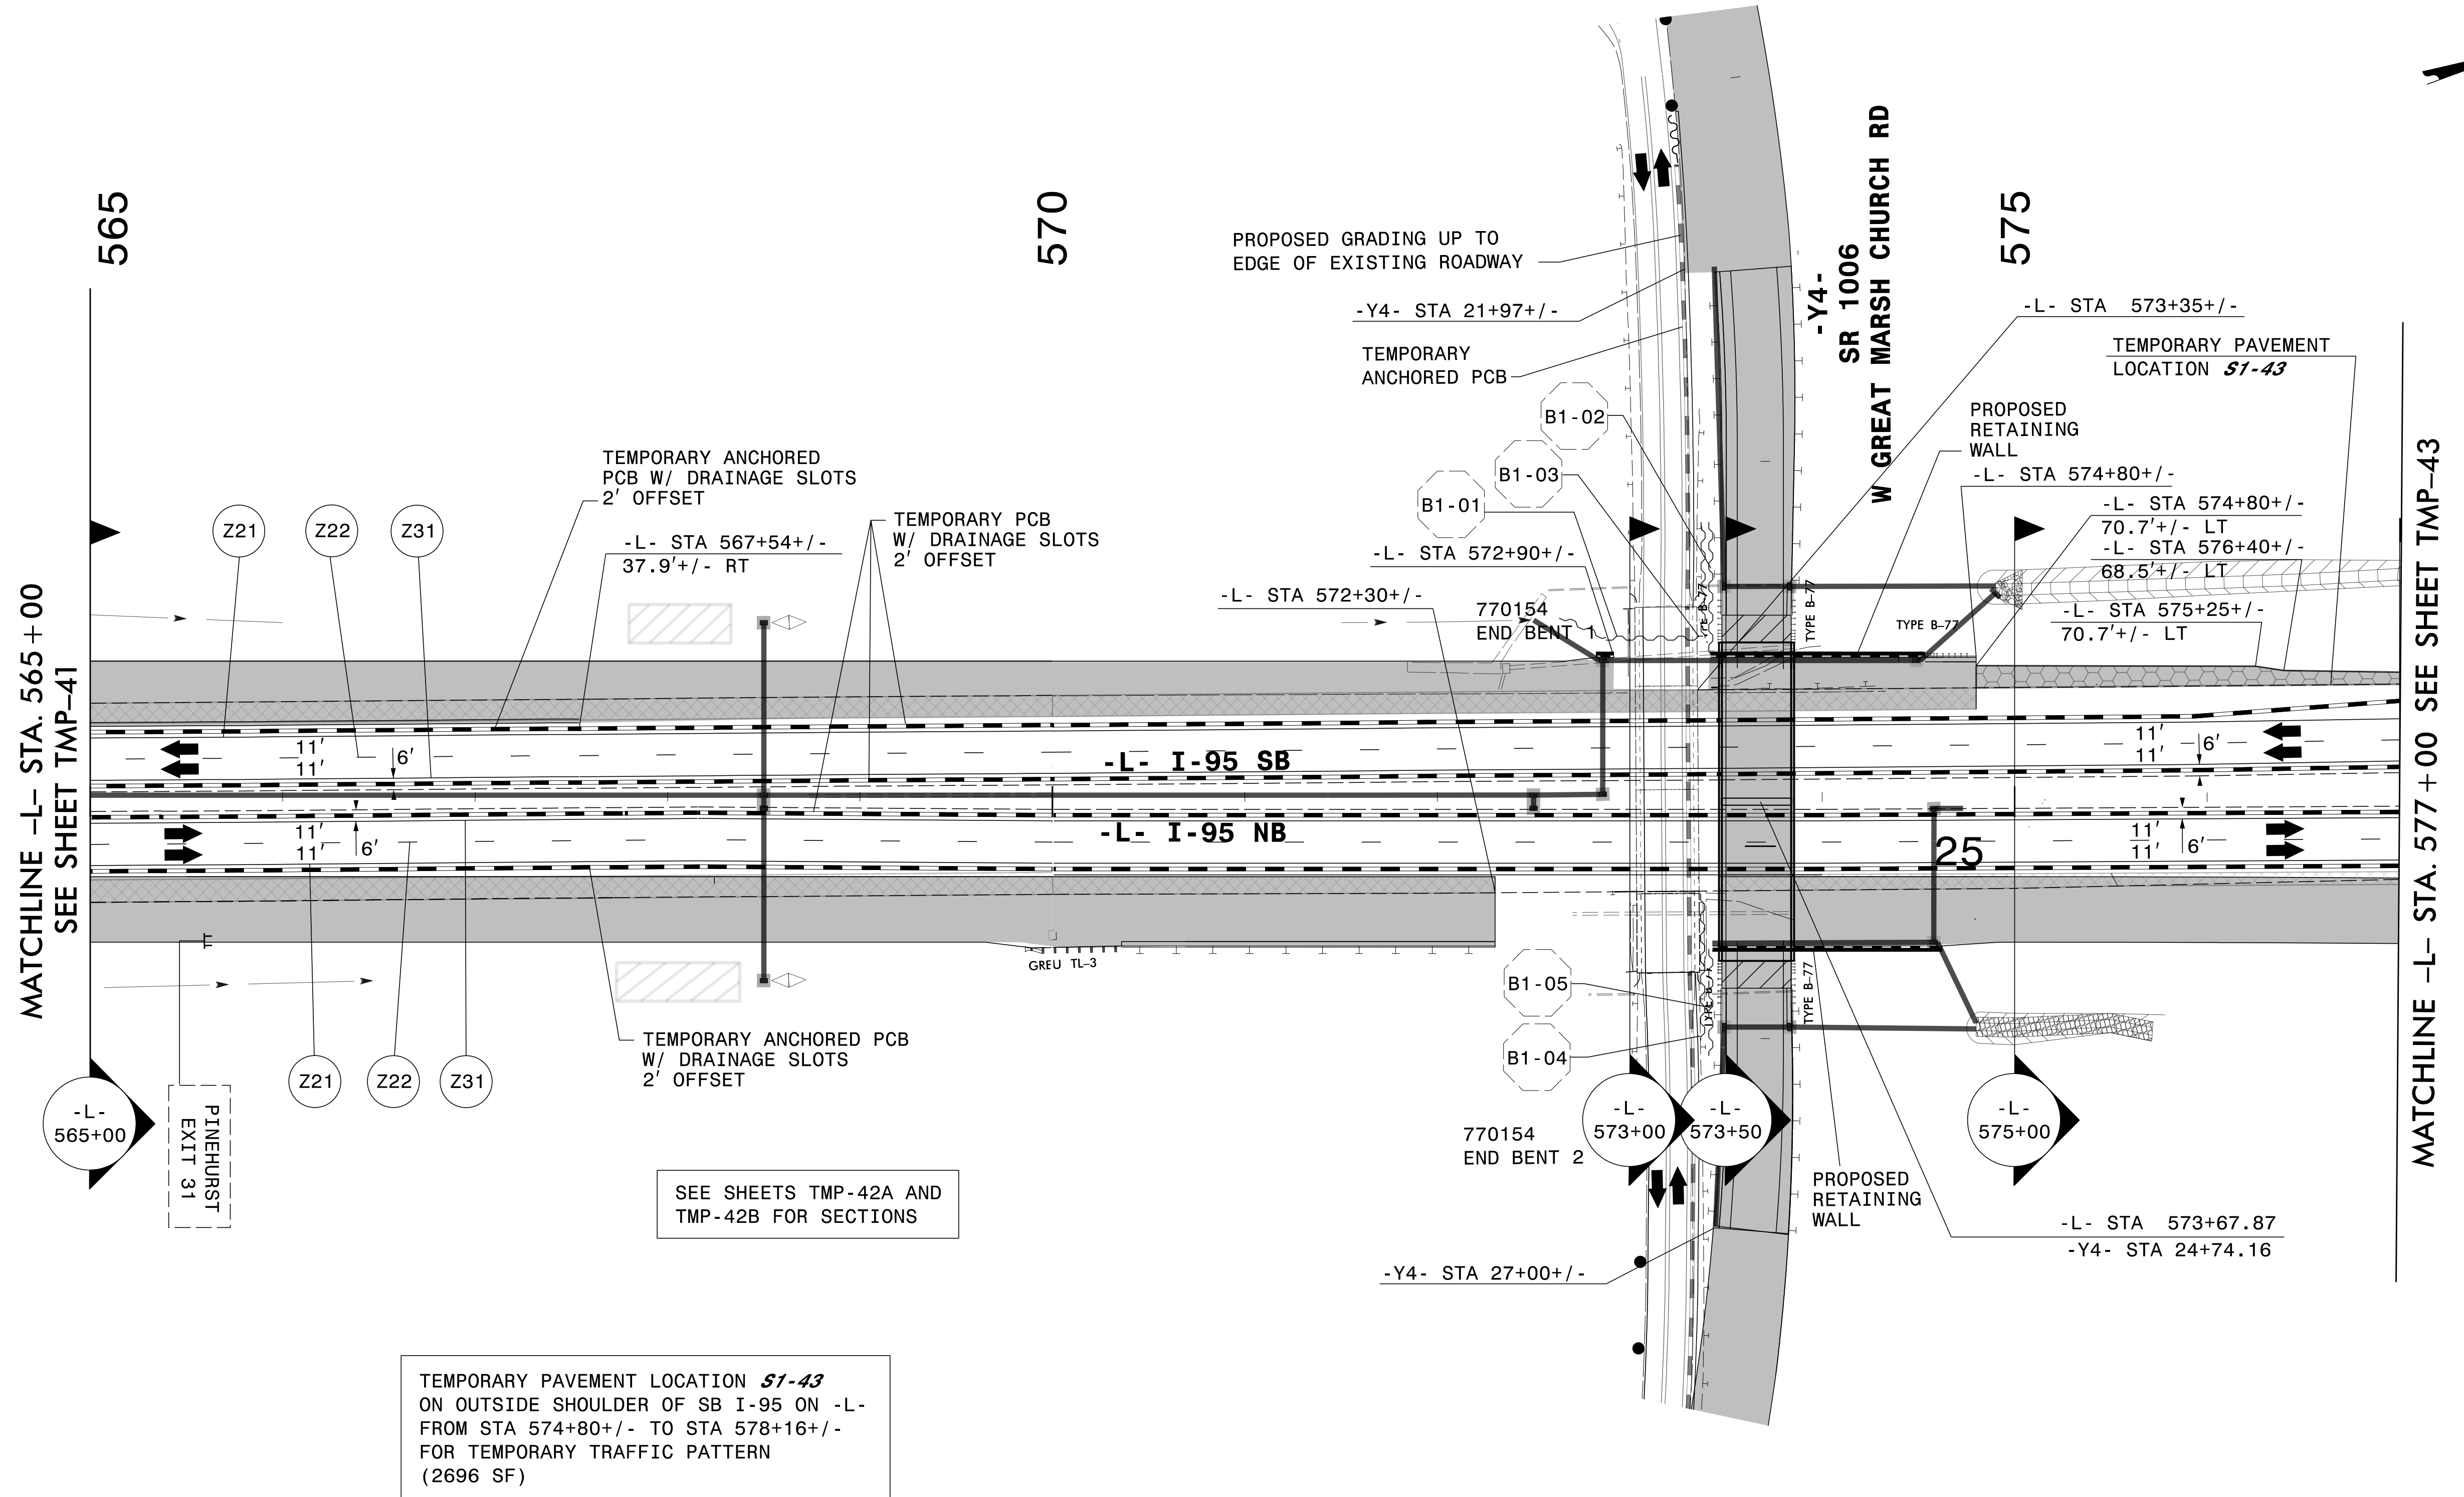 565
570
575
-Y4-
SR 1006
W GREAT MARSH CHURCH RD
PROPOSED GRADING UP TO
EDGE OF EXISTING ROADWAY
-Y4- STA 21+97+/-
TEMPORARY
ANCHORED PCB
B1-02
B1-03
B1-01
-L- STA 572+90+/-
-L- STA 572+30+/-
770154
END BENT 1
-L- STA 573+35+/-
TEMPORARY PAVEMENT
LOCATION S1-43
PROPOSED
RETAINING
WALL
-L- STA 574+80+/-
-L- STA 574+80+/-
70.7'+/- LT
-L- STA 576+40+/-
68.5'+/- LT
-L- STA 575+25+/-
70.7'+/- LT
TYPE B-77
TYPE B-77
TYPE B-77
TEMPORARY ANCHORED
PCB W/ DRAINAGE SLOTS
2' OFFSET
-L- STA 567+54+/-
37.9'+/- RT
TEMPORARY PCB
W/ DRAINAGE SLOTS
2' OFFSET
Z21
Z22
Z31
MATCHLINE -L- STA. 565+00
SEE SHEET TMP-41
MATCHLINE -L- STA. 577+00 SEE SHEET TMP-43
11'
11'
6'
-L- I-95 SB
11'
11'
6'
11'
11'
6'
-L- I-95 NB
25
11'
11'
6'
GREU TL-3
TYPE B-77
TYPE B-77
B1-05
B1-04
TEMPORARY ANCHORED PCB
W/ DRAINAGE SLOTS
2' OFFSET
Z21
Z22
Z31
-L-
565+00
PINEHURST
EXIT 31
-L-
573+00
-L-
573+50
-L-
575+00
770154
END BENT 2
SEE SHEETS TMP-42A AND
TMP-42B FOR SECTIONS
PROPOSED
RETAINING
WALL
-L- STA 573+67.87
-Y4- STA 24+74.16
-Y4- STA 27+00+/-
TEMPORARY PAVEMENT LOCATION S1-43
ON OUTSIDE SHOULDER OF SB I-95 ON -L-
FROM STA 574+80+/- TO STA 578+16+/-
FOR TEMPORARY TRAFFIC PATTERN
(2696 SF)